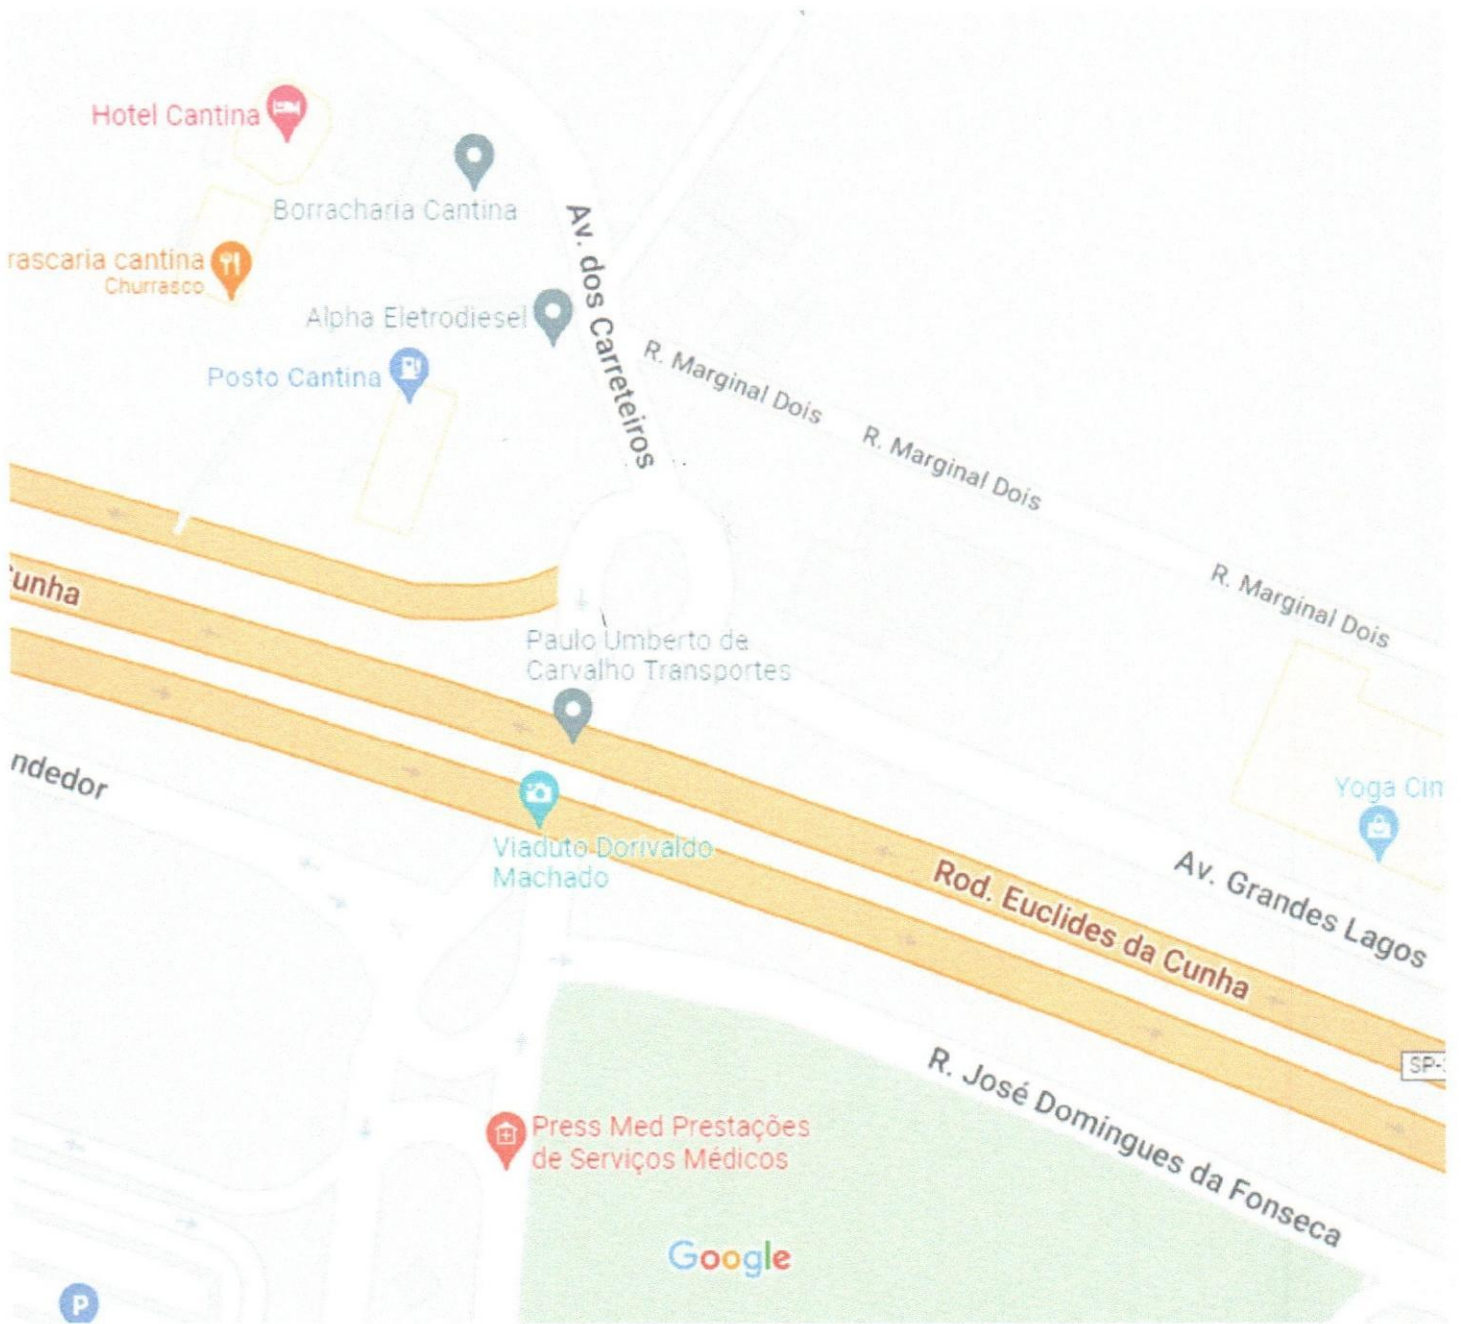 Hotel Cantina
Borracharia Cantina
Av. dos Carreteiros
rascaria cantina
Churrasco
Alpha Eletrodiesel
R. Marginal Dois
Posto Cantina
R. Marginal Dois
R. Marginal Dois
unha
Paulo Umberto de
Carvalho Transportes
ndedor
Yoga Cin
Viaduto Dorivaldo
Machado
Av. Grandes Lagos
Rod. Euclides da Cunha
SP-
R. José Domingues da Fonseca
Press Med Prestações
de Serviços Médicos
Google
P